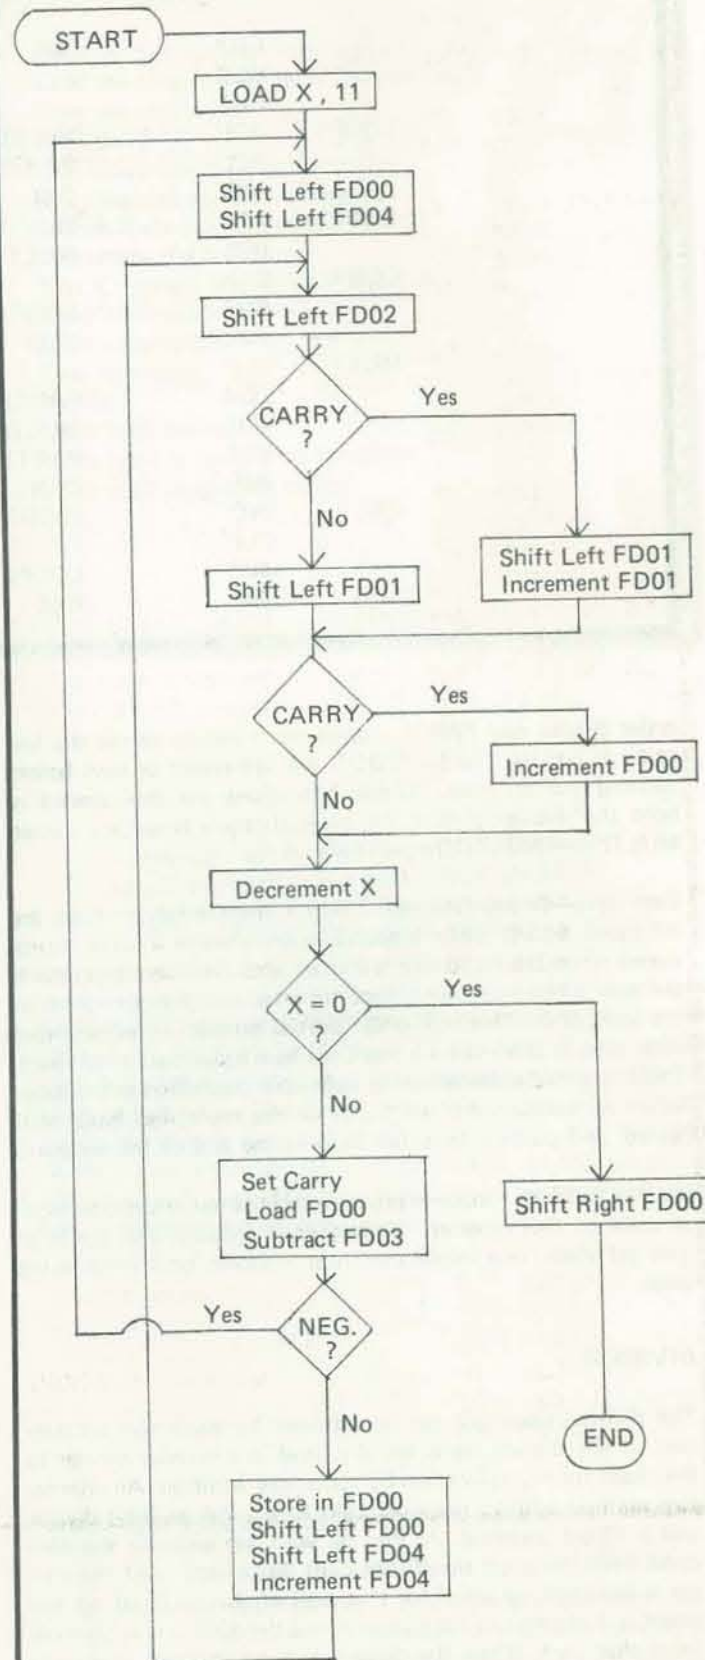 START
LOAD X , 11
Shift Left FD00
Shift Left FD04
Shift Left FD02
CARRY
?
Yes
No
Shift Left FD01
Shift Left FD01
Increment FD01
CARRY
?
Yes
Increment FD00
No
Decrement X
X = 0
?
Yes
No
Set Carry
Load FD00
Subtract FD03
Shift Right FD00
Yes
NEG.
?
No
END
Store in FD00
Shift Left FD00
Shift Left FD04
Increment FD04